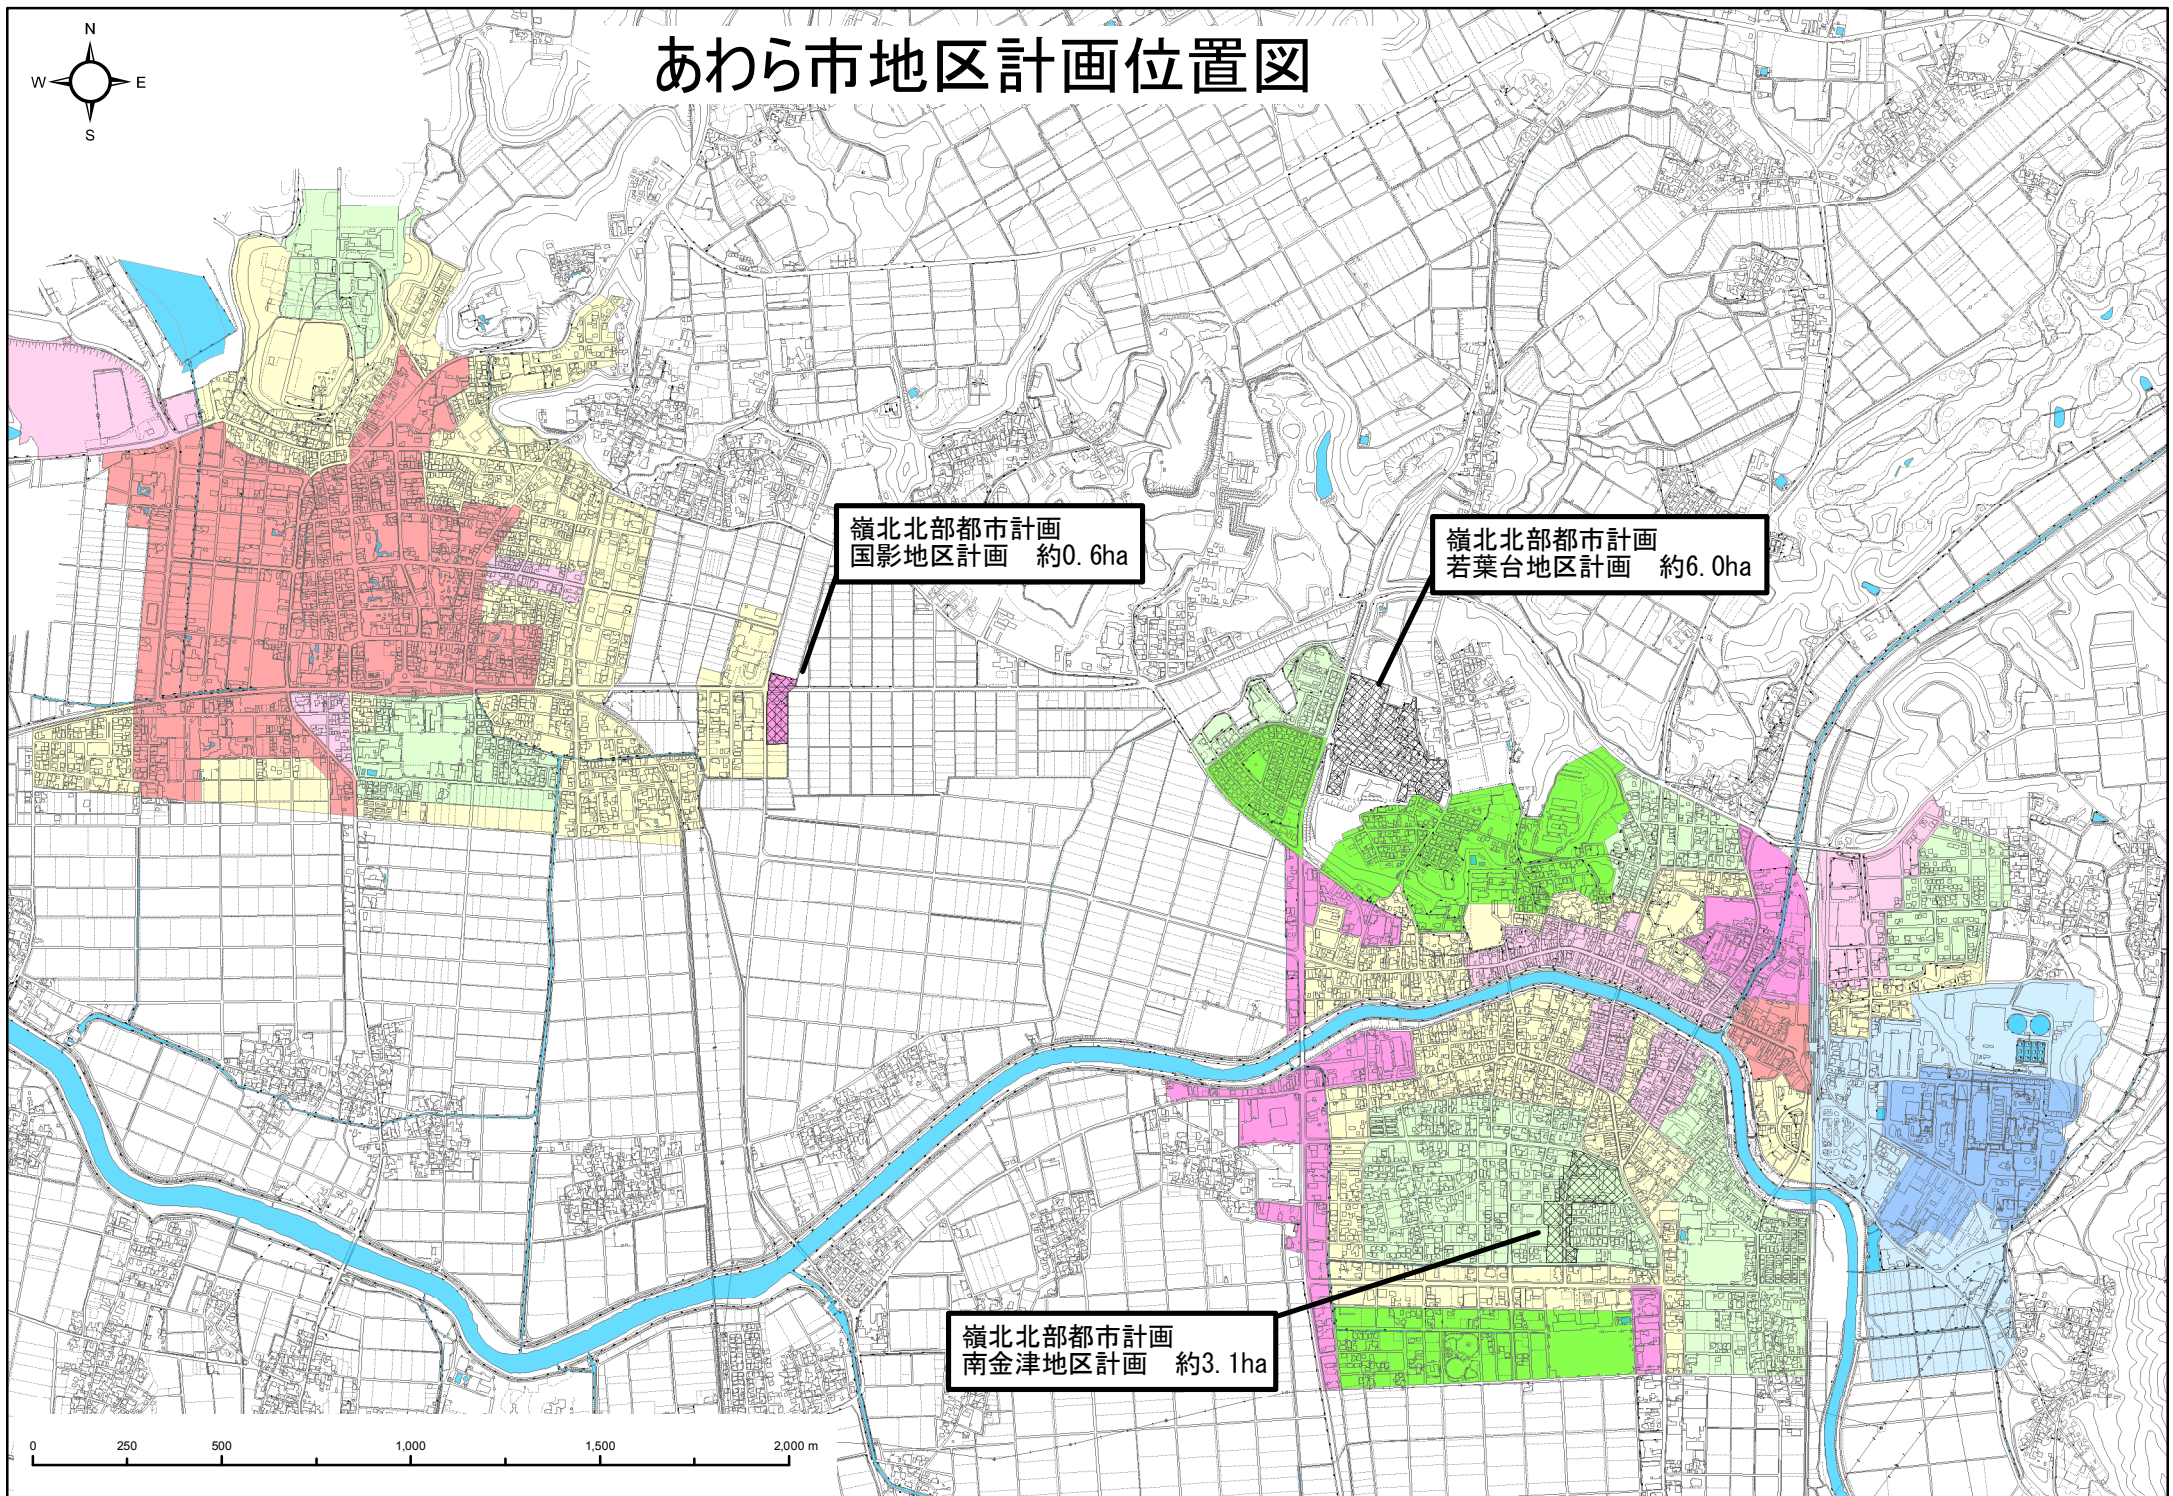 あわら市地区計画位置図
N
W
E
S
嶺北北部都市計画
国影地区計画　約0.6ha
嶺北北部都市計画
若葉台地区計画　約6.0ha
嶺北北部都市計画
南金津地区計画　約3.1ha
0 250 500 1,000 1,500 2,000 m